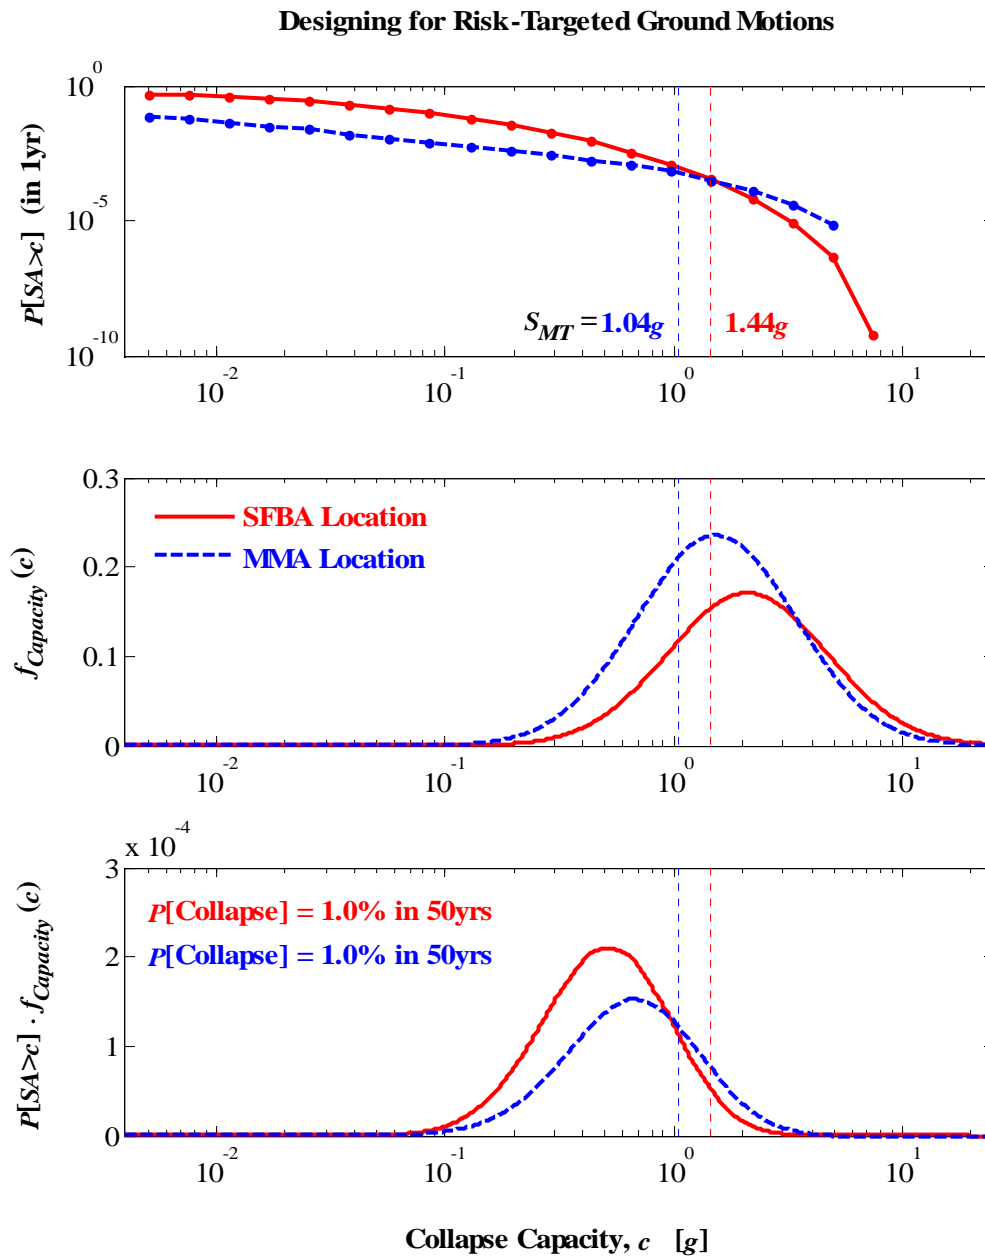 Designing for Risk-Targeted Ground Motions
P[SA>c] (in 1yr)
10^0
10^-5
10^-10
S_MT = 1.04g 1.44g
10^-2 10^-1 10^0 10^1
f_Capacity(c)
0.3
0.2
0.1
0
SFBA Location
MMA Location
10^-2 10^-1 10^0 10^1
x 10^-4
P[SA>c] · f_Capacity(c)
3
2
1
0
P[Collapse] = 1.0% in 50yrs
P[Collapse] = 1.0% in 50yrs
10^-2 10^-1 10^0 10^1
Collapse Capacity, c [g]